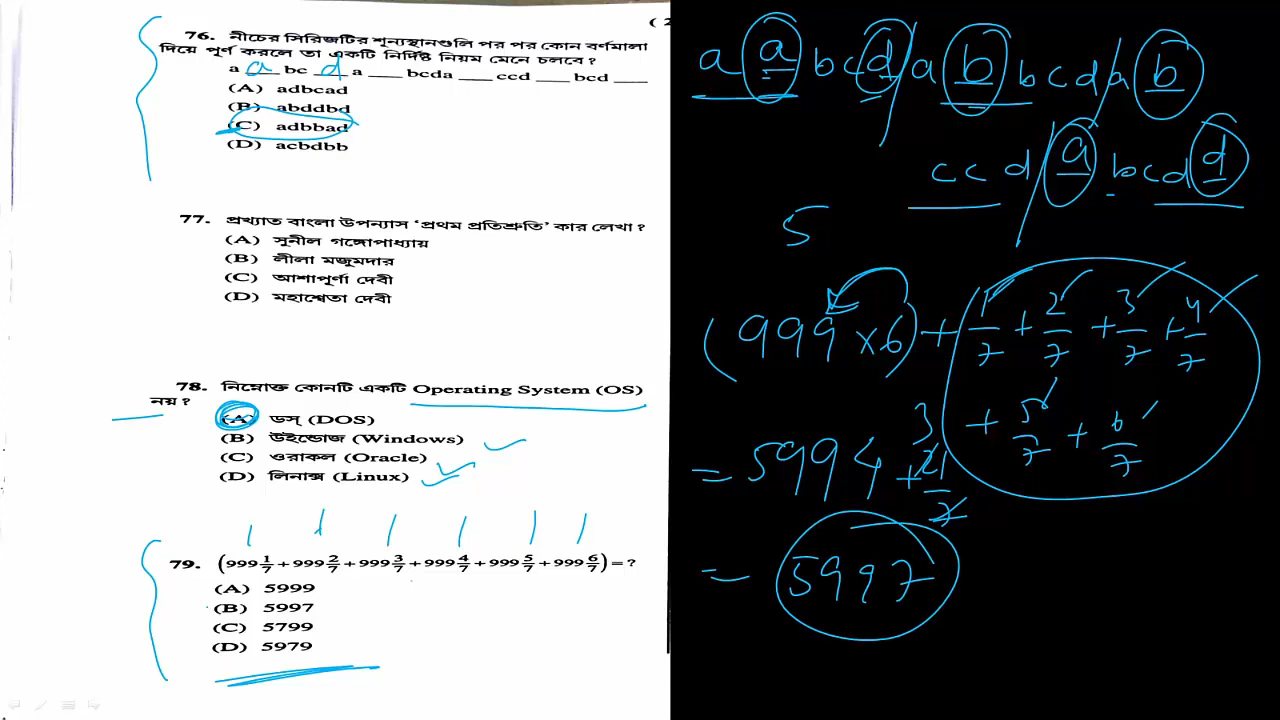 ( 2
76. নীচের সিরিজটির শূন্যস্থানগুলি পর পর কোন বর্ণমালা
দিয়ে পূর্ণ করলে তা একটি নির্দিষ্ট নিয়ম মেনে চলবে ?
a a bc d a ___ bcda ___ ccd ___ bcd ___
(A) adbcad
(B) abddbd
(C) adbbad
(D) acbdbb
77. প্রখ্যাত বাংলা উপন্যাস ‘প্রথম প্রতিশ্রুতি’ কার লেখা ?
(A) সুনীল গঙ্গোপাধ্যায়
(B) লীলা মজুমদার
(C) আশাপূর্ণা দেবী
(D) মহাশ্বেতা দেবী
78. নিম্নোক্ত কোনটি একটি Operating System (OS)
নয় ?
(A) ডস্ (DOS)
(B) উইন্ডোজ (Windows)
(C) ওরাকল (Oracle)
(D) লিনাক্স (Linux)
79. (999 1/7 + 999 2/7 + 999 3/7 + 999 4/7 + 999 5/7 + 999 6/7) = ?
(A) 5999
(B) 5997
(C) 5799
(D) 5979
a a b c d / a b b c d / a b
c c d / a b c d d
5
(999 × 6) + 1/7 + 2/7 + 3/7 + 4/7
+ 5/7 + 6/7
= 5994 + 21/7 3
= 5997